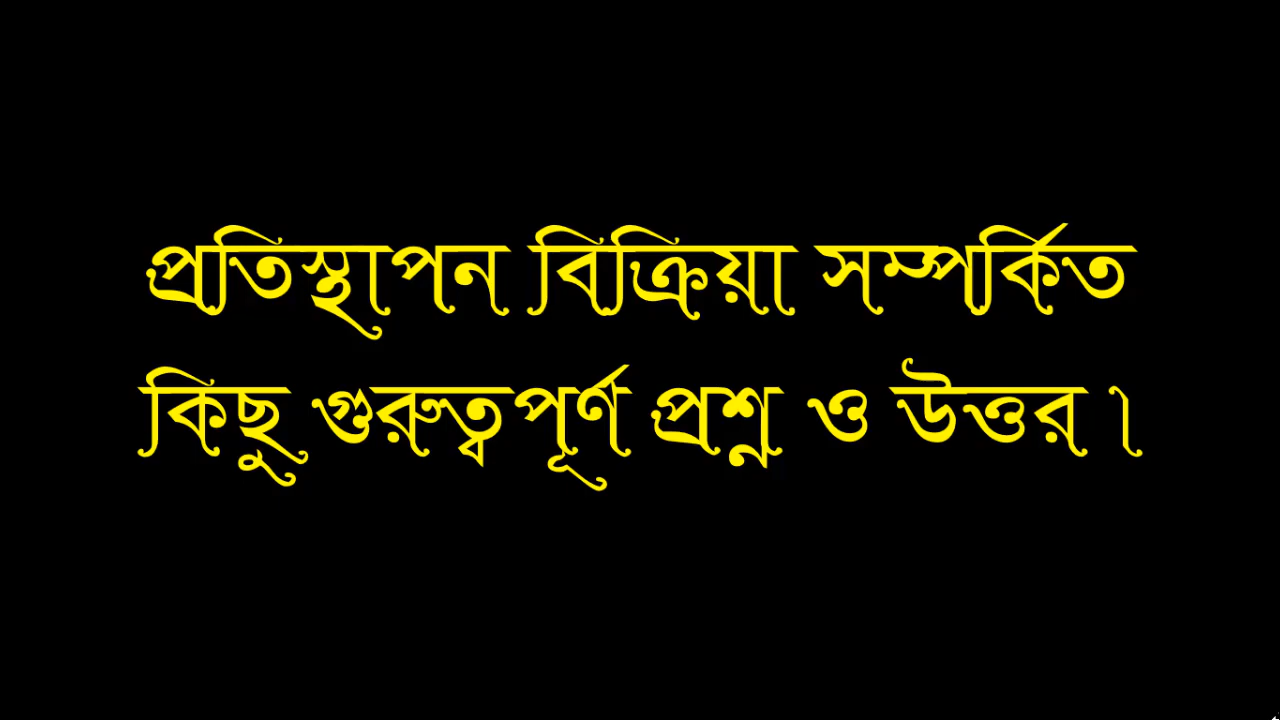 প্রতিস্থাপন বিক্রিয়া সম্পর্কিত
কিছু গুরুত্বপূর্ণ প্রশ্ন ও উত্তর।